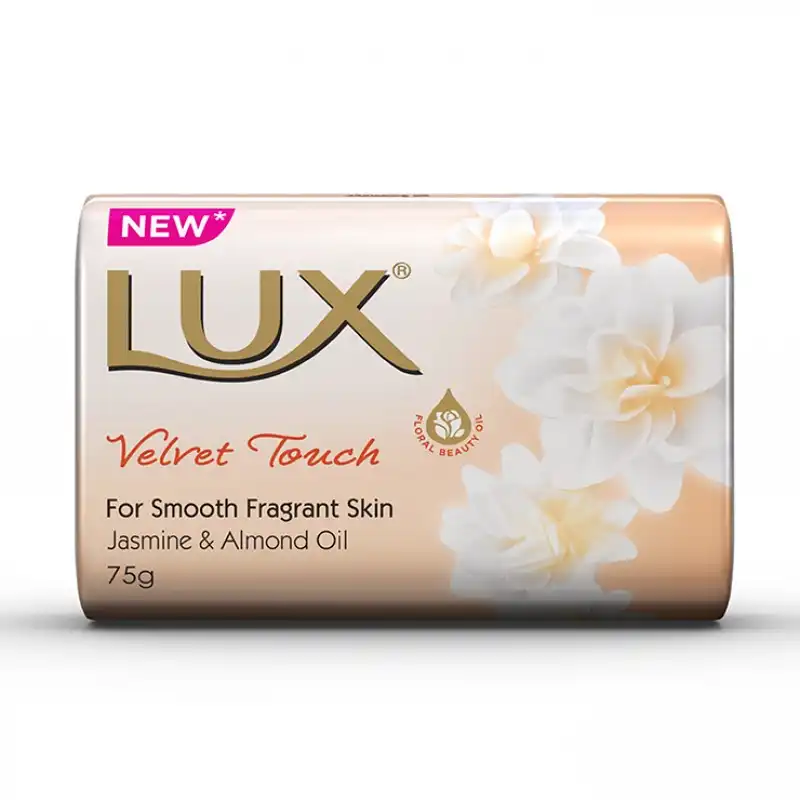 NEW*
LUX®
Velvet Touch
FLORAL BEAUTY OIL
For Smooth Fragrant Skin
Jasmine & Almond Oil
75g